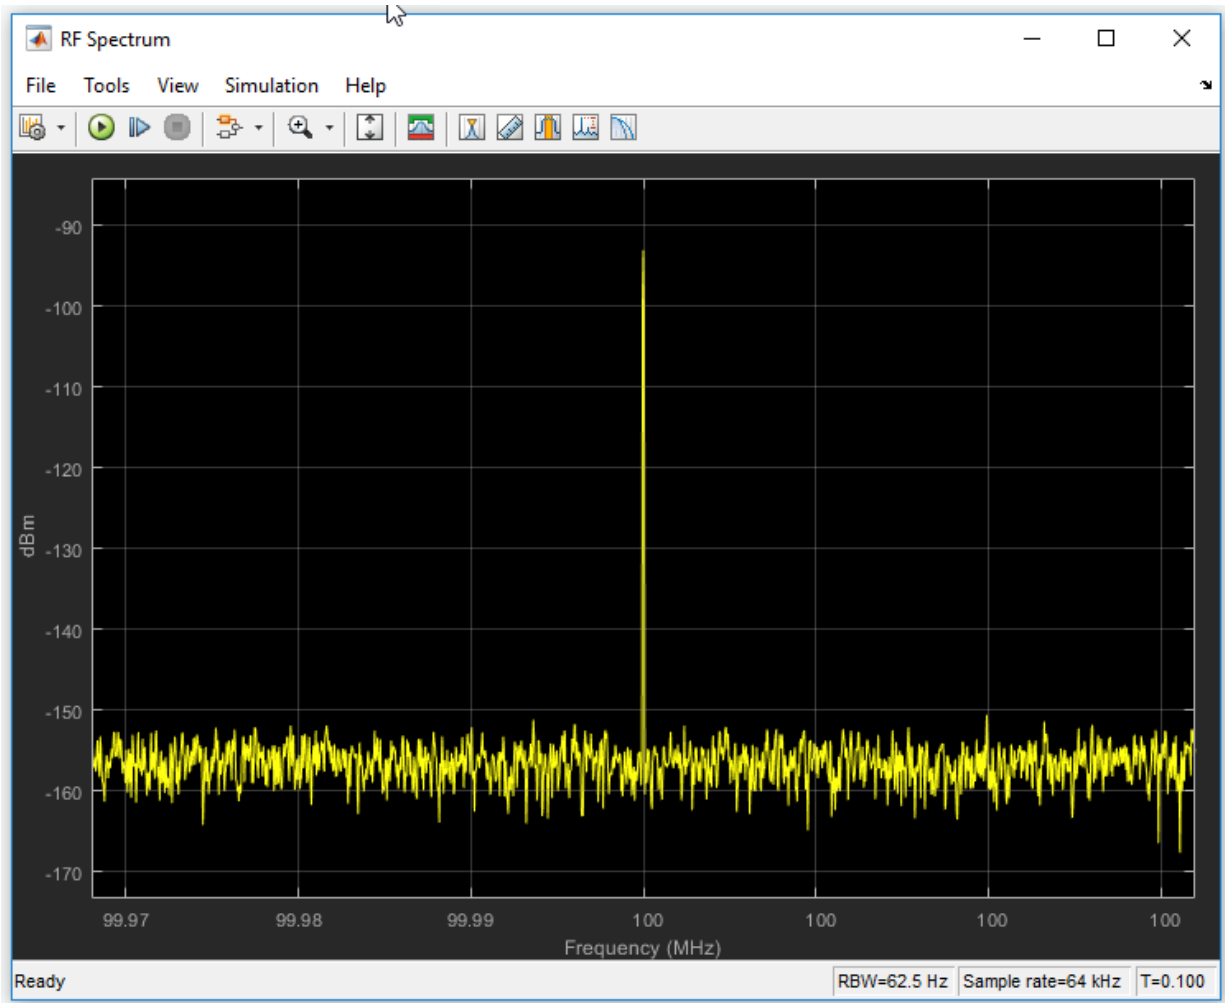 RF Spectrum
File Tools View Simulation Help
-90
-100
-110
-120
dBm
-130
-140
-150
-160
-170
99.97 99.98 99.99 100 100 100 100
Frequency (MHz)
Ready RBW=62.5 Hz Sample rate=64 kHz T=0.100